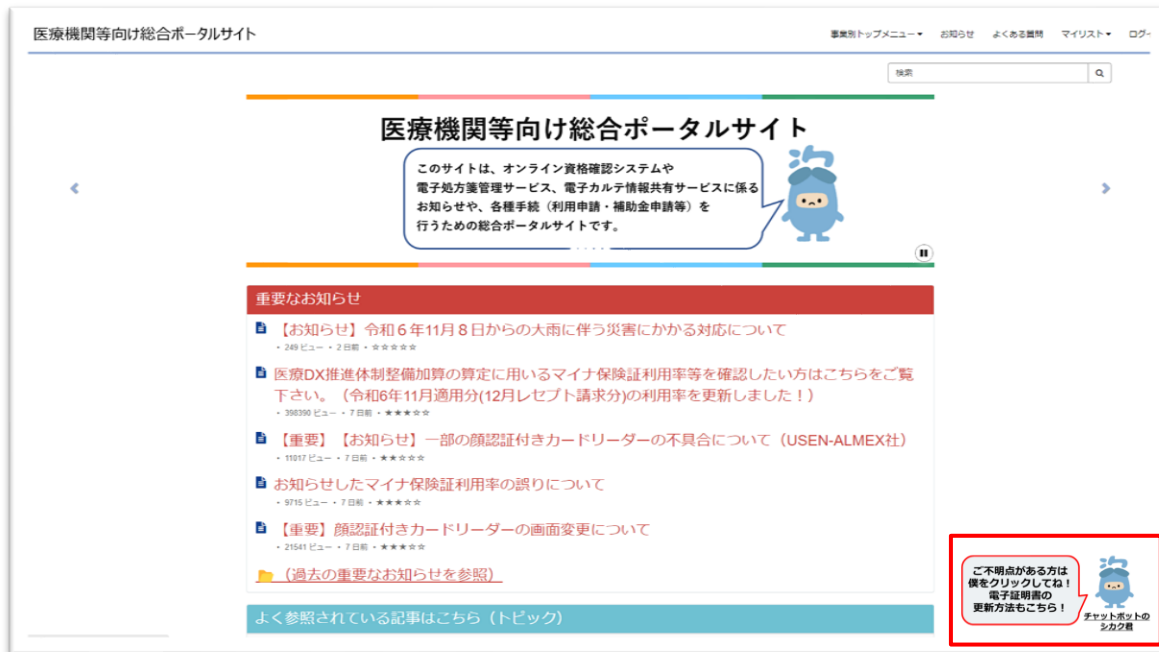 医療機関等向け総合ポータルサイト
事業別トップメニュー▼ お知らせ よくある質問 マイリスト▼ ログ
検索
医療機関等向け総合ポータルサイト
このサイトは、オンライン資格確認システムや
電子処方箋管理サービス、電子カルテ情報共有サービスに係る
お知らせや、各種手続（利用申請・補助金申請等）を
行うための総合ポータルサイトです。
重要なお知らせ
【お知らせ】令和６年11月８日からの大雨に伴う災害にかかる対応について
・249 ビュー ・2 日前 ・☆☆☆☆☆
医療DX推進体制整備加算の算定に用いるマイナ保険証利用率等を確認したい方はこちらをご覧
下さい。（令和6年11月適用分(12月レセプト請求分)の利用率を更新しました！）
・398390 ビュー ・7 日前 ・★★★☆☆
【重要】【お知らせ】一部の顔認証付きカードリーダーの不具合について（USEN-ALMEX社）
・11017 ビュー ・7 日前 ・★★☆☆☆
お知らせしたマイナ保険証利用率の誤りについて
・9715 ビュー ・7 日前 ・★★★☆☆
【重要】顔認証付きカードリーダーの画面変更について
・21541 ビュー ・7 日前 ・★★★☆☆
（過去の重要なお知らせを参照）
よく参照されている記事はこちら（トピック）
ご不明点がある方は
僕をクリックしてね！
電子証明書の
更新方法もこちら！
チャットボットの
シカク君